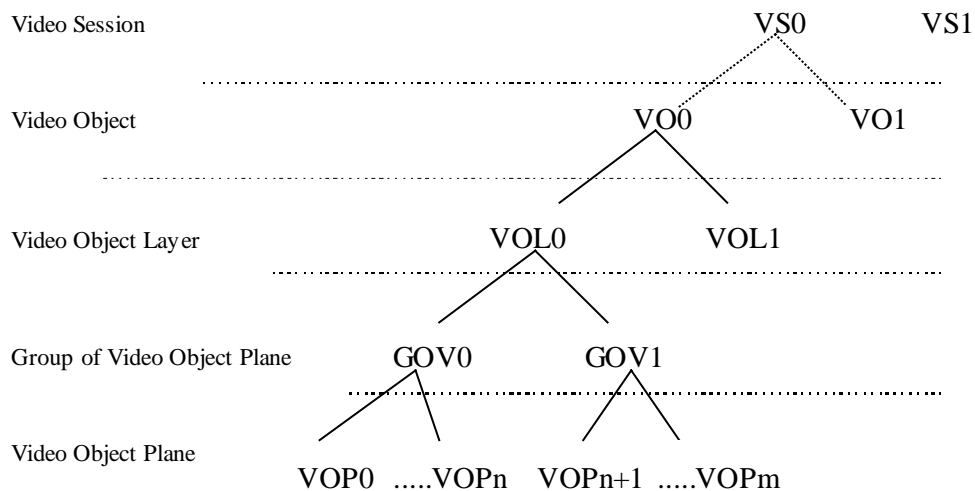 Video Session VS0 VS1
Video Object VO0 VO1
Video Object Layer VOL0 VOL1
Group of Video Object Plane GOV0 GOV1
Video Object Plane
VOP0 .....VOPn VOPn+1 .....VOPm